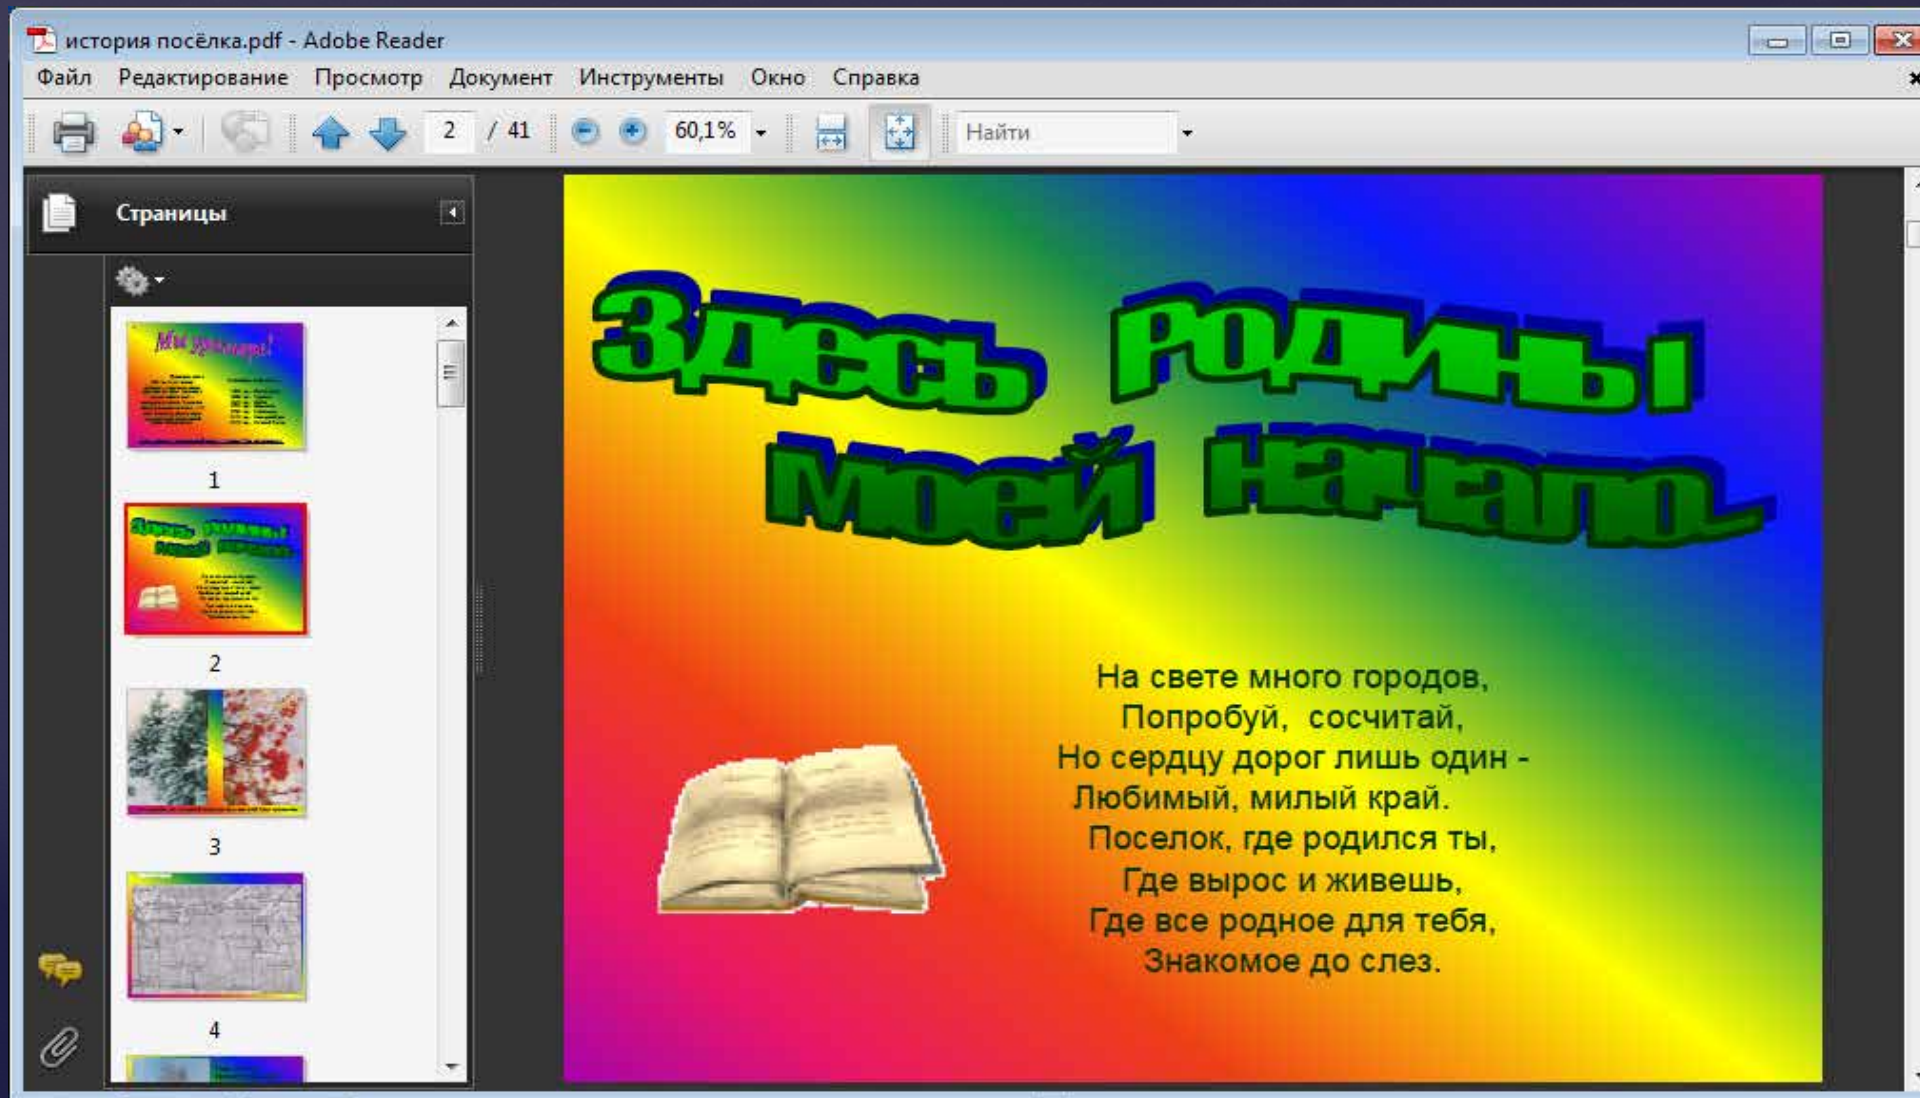 история посёлка.pdf - Adobe Reader
Файл Редактирование Просмотр Документ Инструменты Окно Справка
2 / 41 60,1% Найти
Страницы
1
2
3
4
Здесь родины
моей начало...
На свете много городов,
Попробуй, сосчитай,
Но сердцу дорог лишь один -
Любимый, милый край.
Поселок, где родился ты,
Где вырос и живешь,
Где все родное для тебя,
Знакомое до слез.